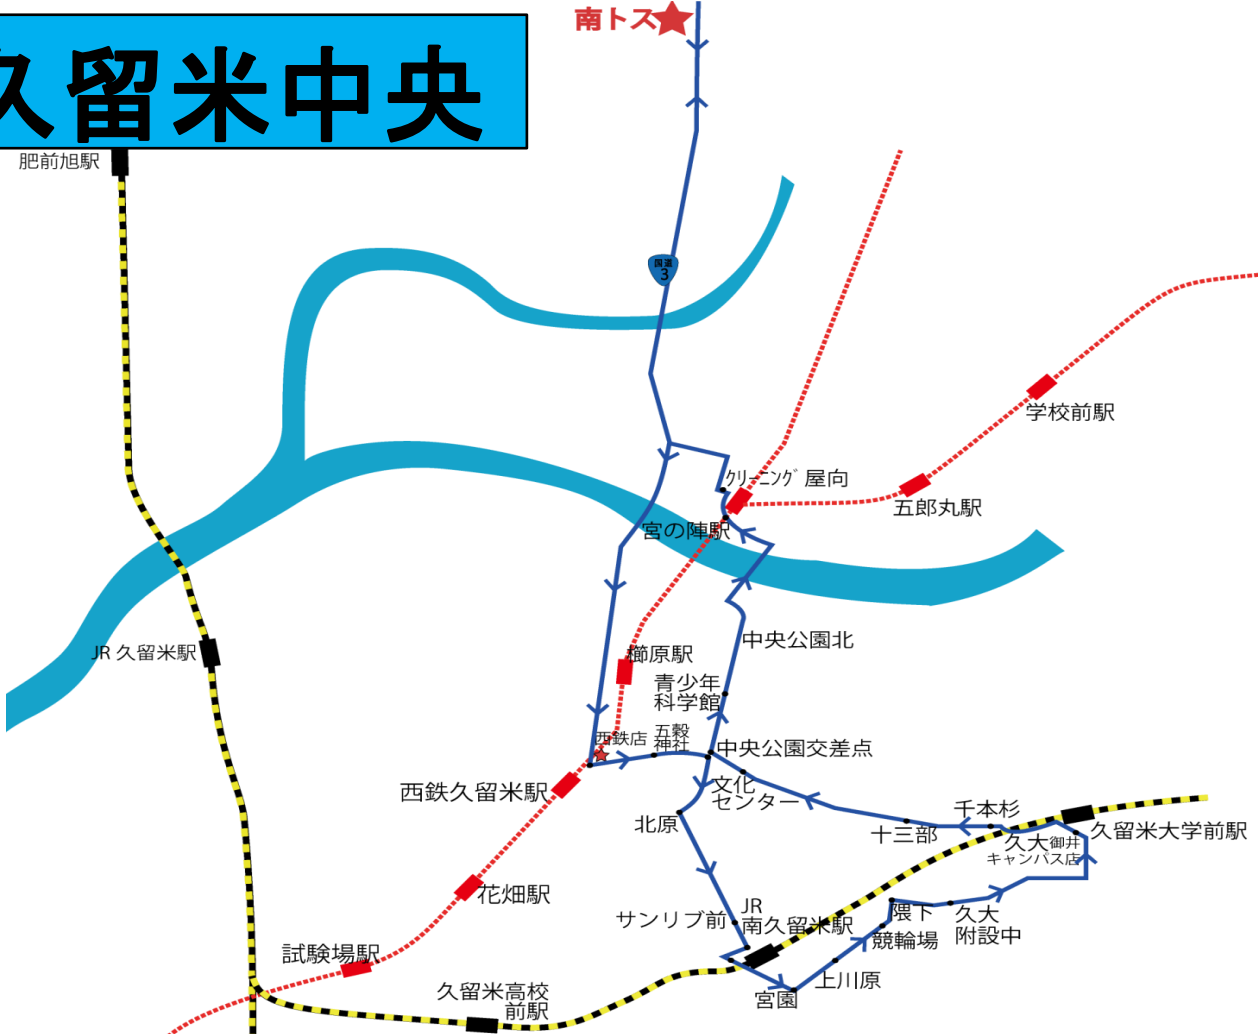 南トス
久留米中央
肥前旭駅
国道
3
学校前駅
クリーニング 屋向
五郎丸駅
宮の陣駅
中央公園北
JR 久留米駅
櫛原駅
青少年
科学館
西鉄店
五穀
神社
中央公園交差点
西鉄久留米駅
文化
センター
北原
千本杉
十三部
久大御井
キャンパス店
久留米大学前駅
花畑駅
サンリブ前
JR
南久留米駅
隈下
久大
附設中
競輪場
試験場駅
上川原
宮園
久留米高校
前駅